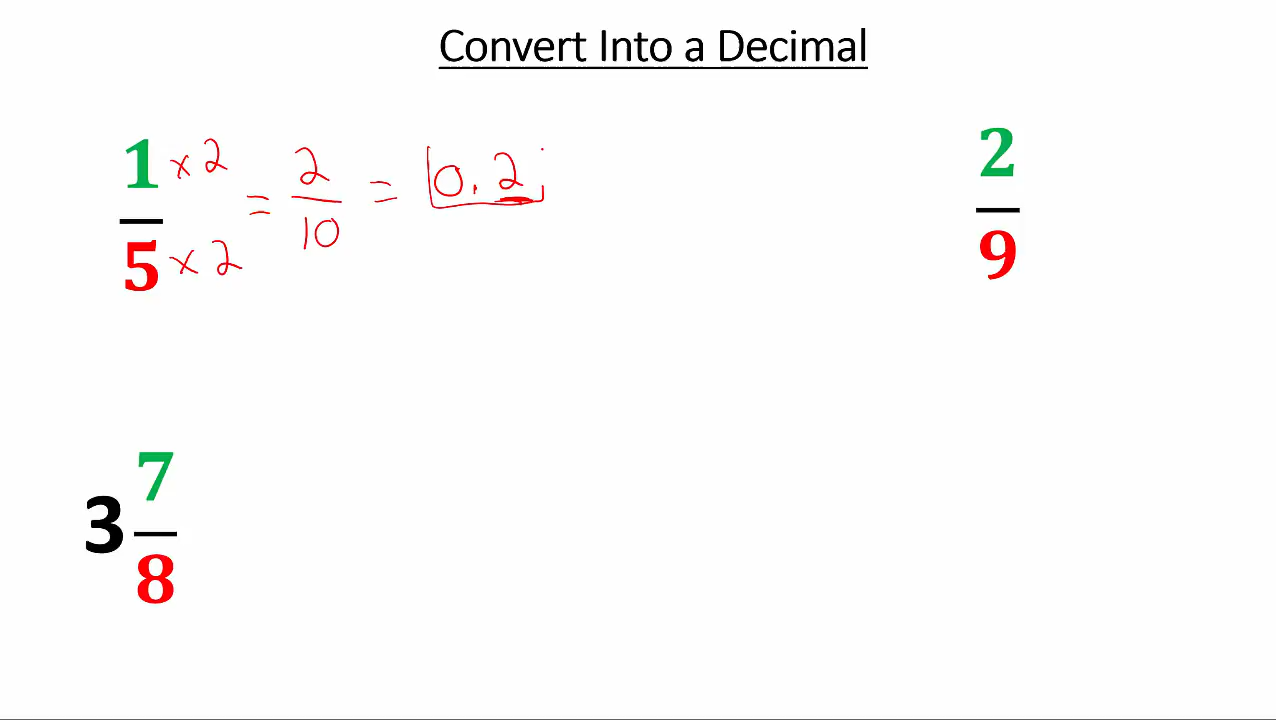 Convert Into a Decimal
1 x 2
5 x 2
= 2
10
= 0.2
2
9
3 7
8